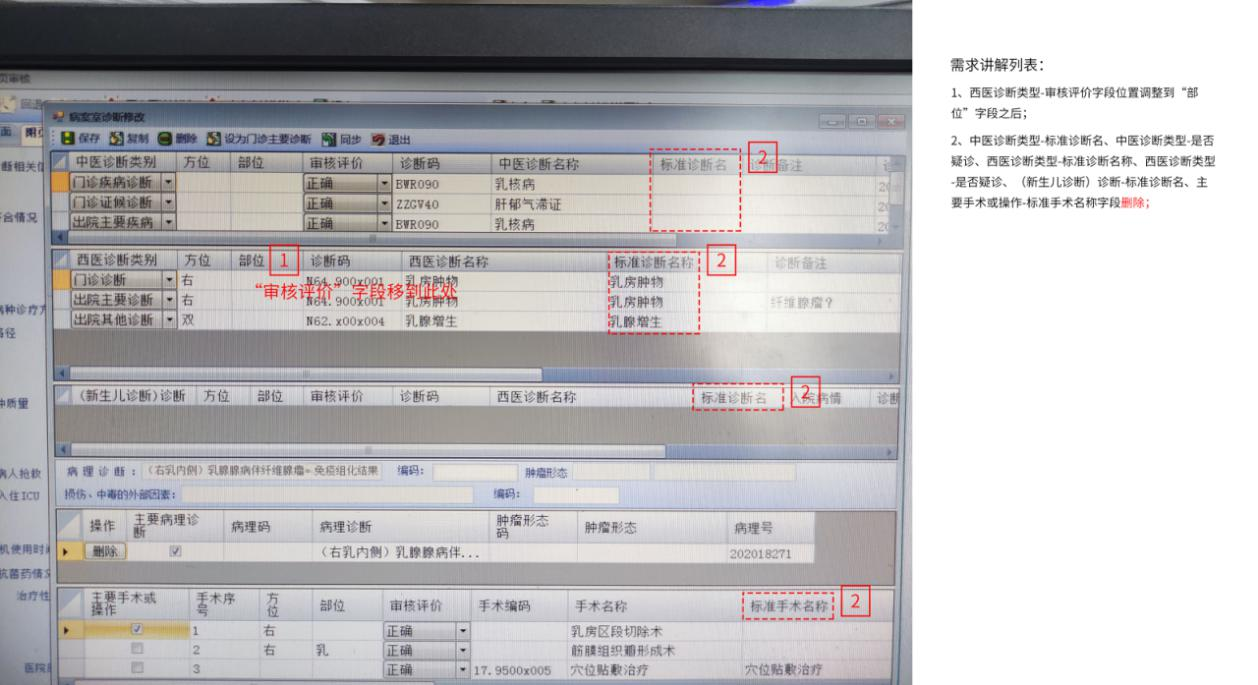 需求讲解列表：
1、西医诊断类型-审核评价字段位置调整到“部
位”字段之后；
2、中医诊断类型-标准诊断名、中医诊断类型-是否
疑诊、西医诊断类型-标准诊断名称、西医诊断类型
-是否疑诊、（新生儿诊断）诊断-标准诊断名、主
要手术或操作-标准手术名称字段删除；
页审核
病案室诊断修改
保存 复制 删除 设为门诊主要诊断 同步 退出
中医诊断类别 方位 部位 审核评价 诊断码 中医诊断名称 标准诊断名 2 诊断备注
门诊疾病诊断 正确 BWR090 乳核病
门诊证候诊断 正确 ZZGV40 肝郁气滞证
出院主要疾病 正确 BWR090 乳核病
西医诊断类别 方位 部位 1 诊断码 西医诊断名称 标准诊断名称 2 诊断备注
门诊诊断 右 N64.900x001 乳房肿物 乳房肿物
“审核评价”字段移到此处
出院主要诊断 右 N64.900x001 乳房肿物 乳房肿物 纤维腺瘤？
出院其他诊断 双 N62.x00x004 乳腺增生 乳腺增生
（新生儿诊断）诊断 方位 部位 审核评价 诊断码 西医诊断名称 标准诊断名 2 入院病情 诊断
病理诊断： （右乳内侧）乳腺腺病伴纤维腺瘤。免疫组化结果 编码： 肿瘤形态
损伤、中毒的外部因素： 编码：
操作 主要病理诊断 病理码 病理诊断 肿瘤形态码 肿瘤形态 病理号
删除 （右乳内侧）乳腺腺病伴... 202018271
主要手术或操作 手术序号 方位 部位 审核评价 手术编码 手术名称 标准手术名称 2
1 右 正确 乳房区段切除术
2 右 乳 正确 筋膜组织瓣形成术
3 正确 17.9500x005 穴位贴敷治疗 穴位贴敷治疗